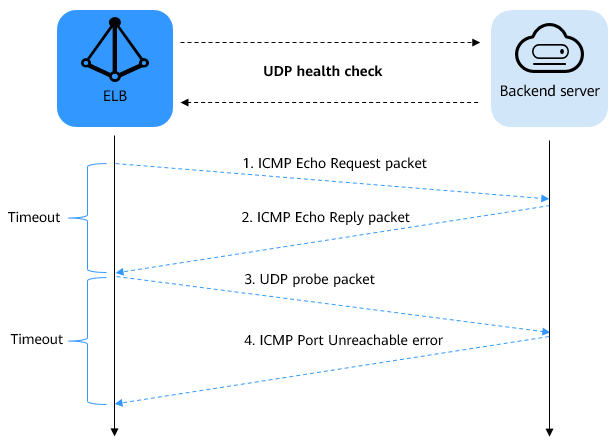 UDP health check
ELB
Backend server
1. ICMP Echo Request packet
Timeout
2. ICMP Echo Reply packet
3. UDP probe packet
Timeout
4. ICMP Port Unreachable error